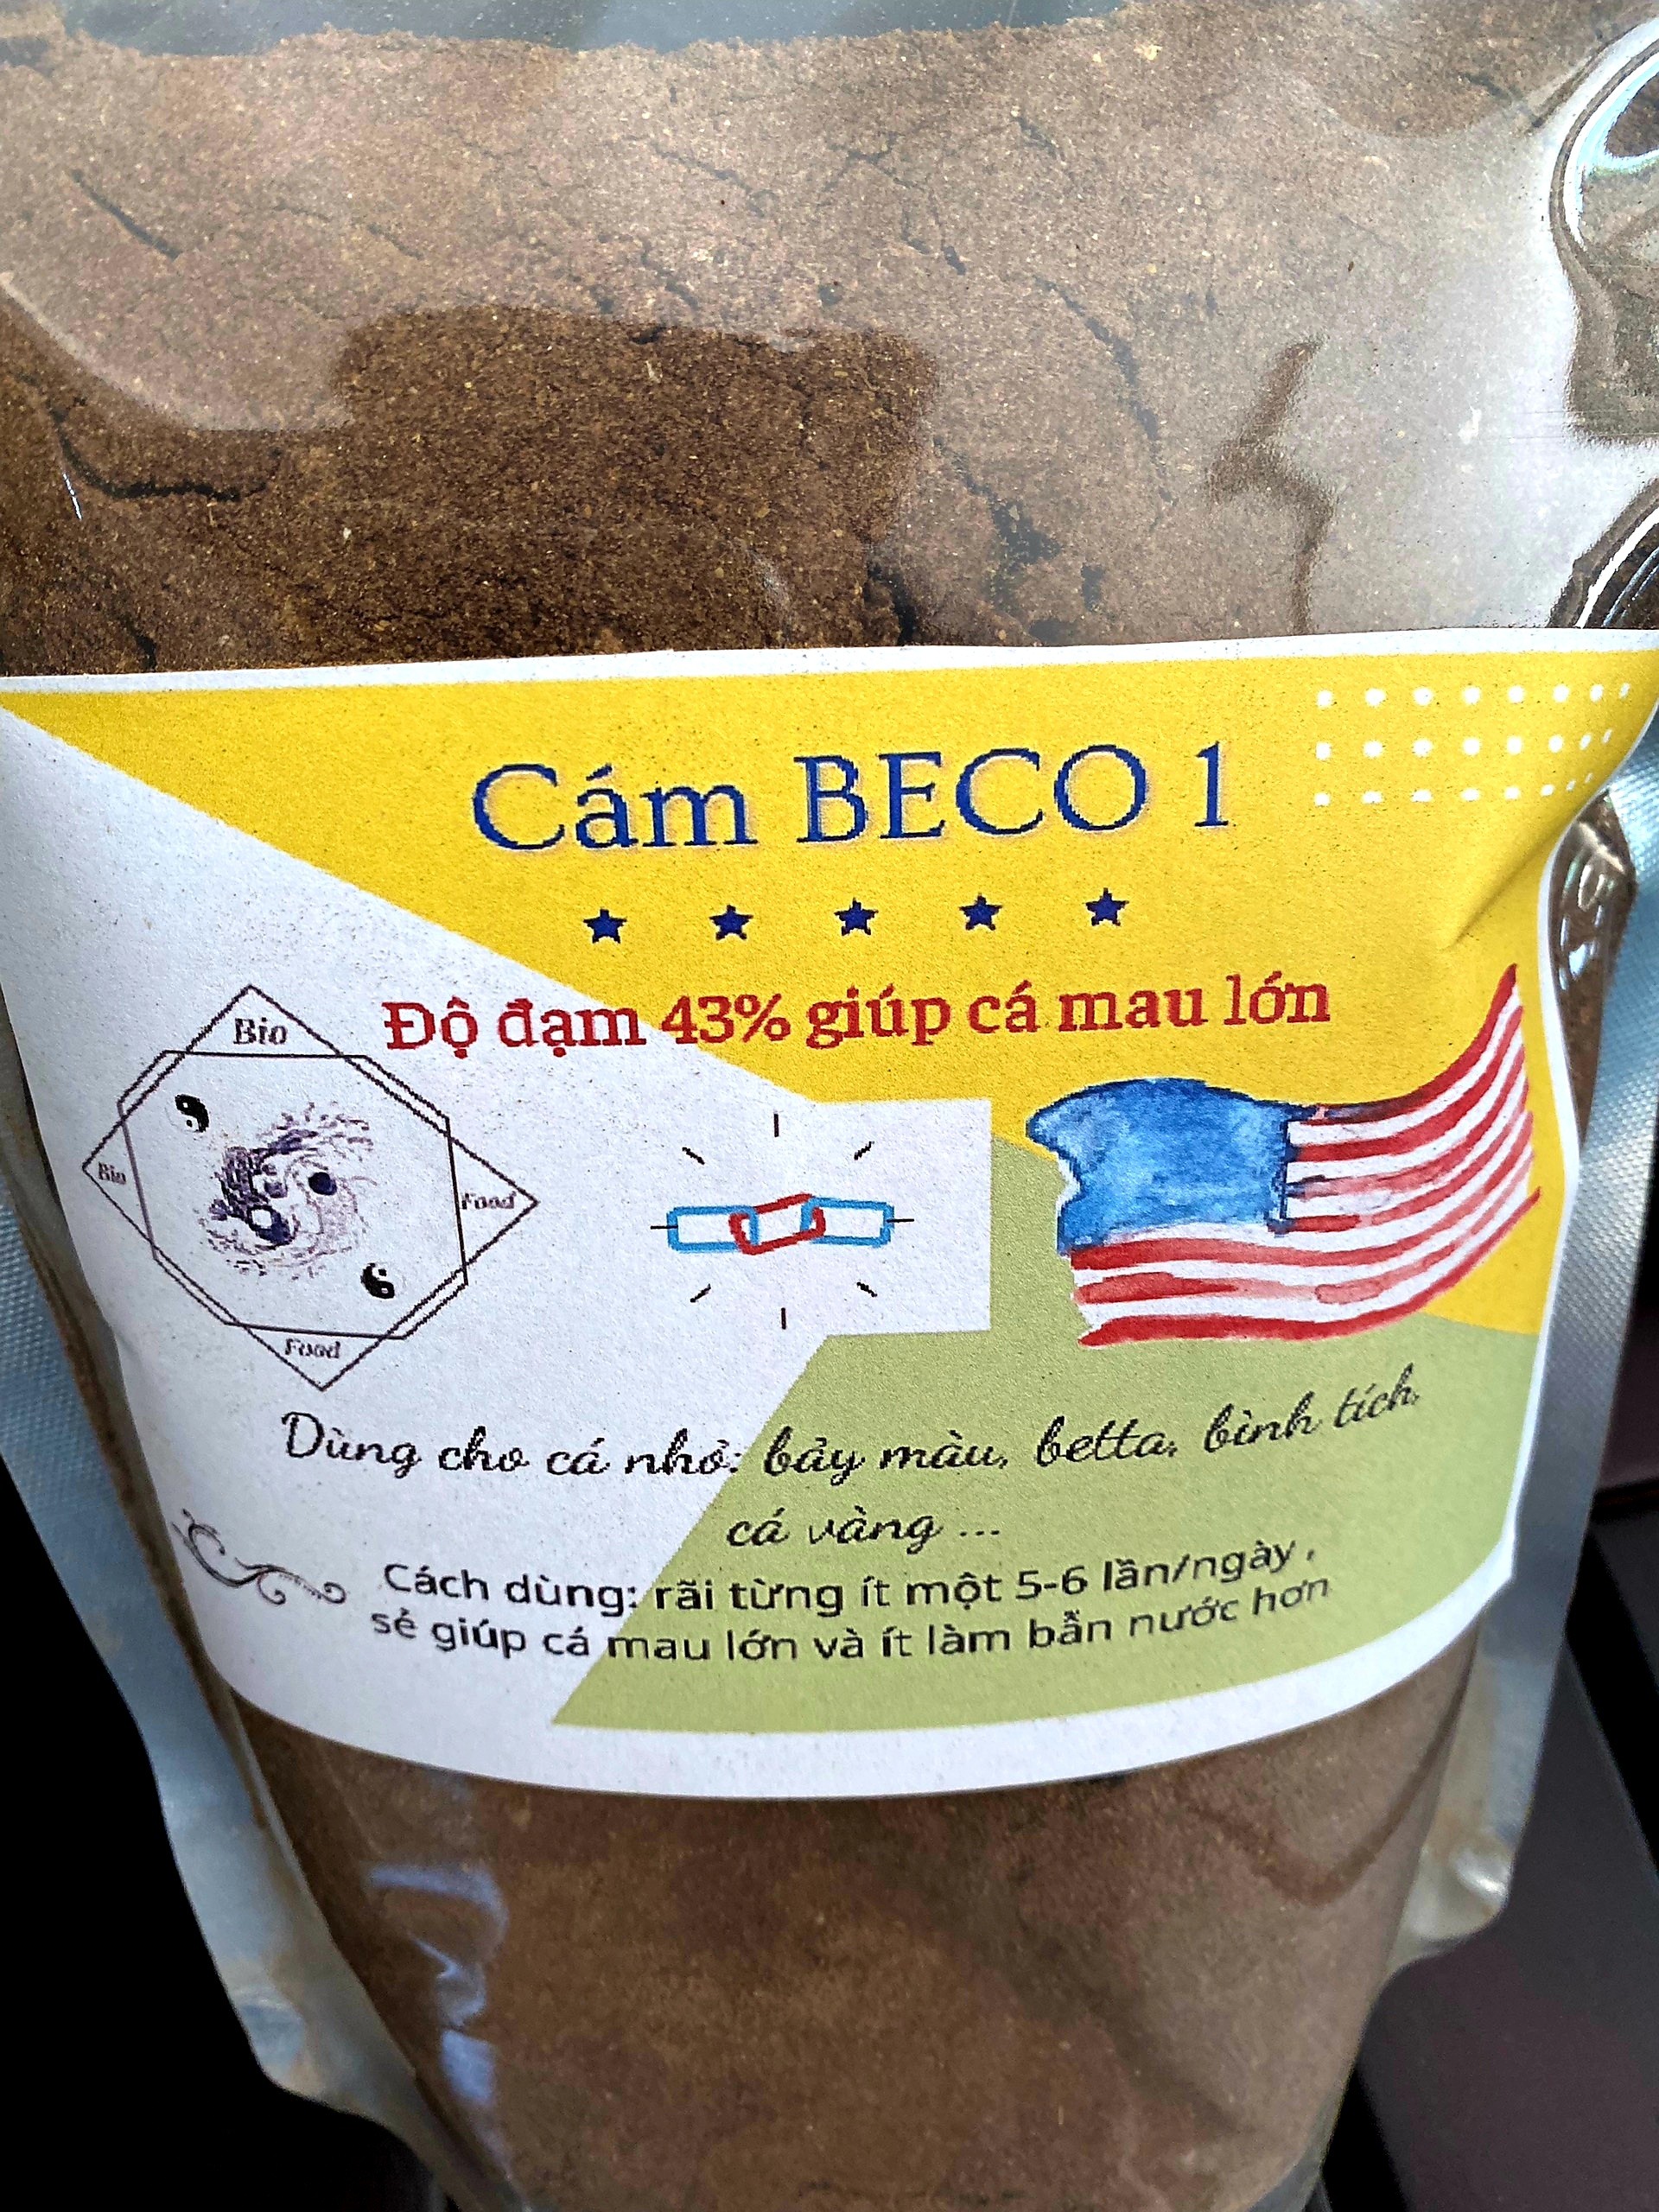 Cám BECO 1
Độ đạm 43% giúp cá mau lớn
Bio
Bio
Food
Food
Dùng cho cá nhỏ: bảy màu, betta, bình tích,
cá vàng ...
Cách dùng: rãi từng ít một 5-6 lần/ngày ,
sẻ giúp cá mau lớn và ít làm bẫn nước hơn